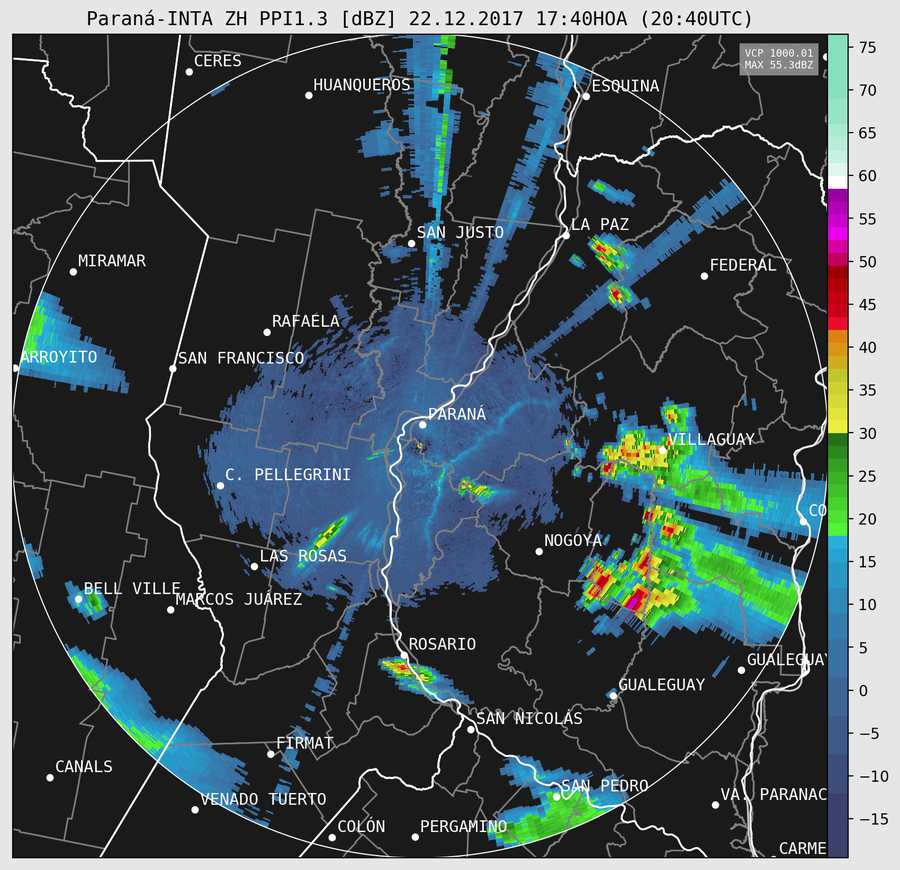 Paraná-INTA ZH PPI1.3 [dBZ] 22.12.2017 17:40HOA (20:40UTC)
VCP 1000.01
MAX 55.3dBZ
CERES
HUANQUEROS
ESQUINA
SAN JUSTO
LA PAZ
MIRAMAR
FEDERAL
RAFAELA
ARROYITO
SAN FRANCISCO
PARANÁ
VILLAGUAY
C. PELLEGRINI
CO
NOGOYA
LAS ROSAS
BELL VILLE
MARCOS JUÁREZ
ROSARIO
GUALEGUAY
GUALEGUAY
SAN NICOLÁS
FIRMAT
CANALS
SAN PEDRO
VENADO TUERTO
VA. PARANAC
COLÓN
PERGAMINO
CARME
75
70
65
60
55
50
45
40
35
30
25
20
15
10
5
0
−5
−10
−15